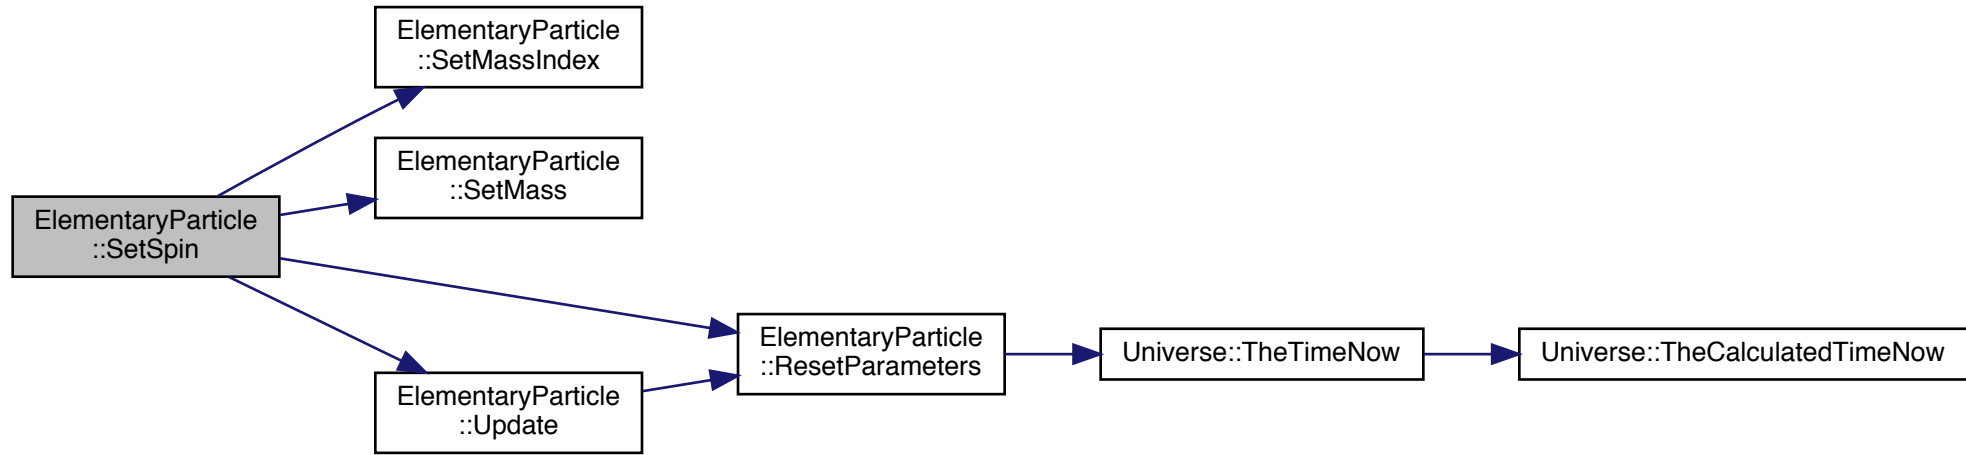 ElementaryParticle
::SetMassIndex
ElementaryParticle
::SetMass
ElementaryParticle
::SetSpin
ElementaryParticle
::ResetParameters
Universe::TheTimeNow
Universe::TheCalculatedTimeNow
ElementaryParticle
::Update